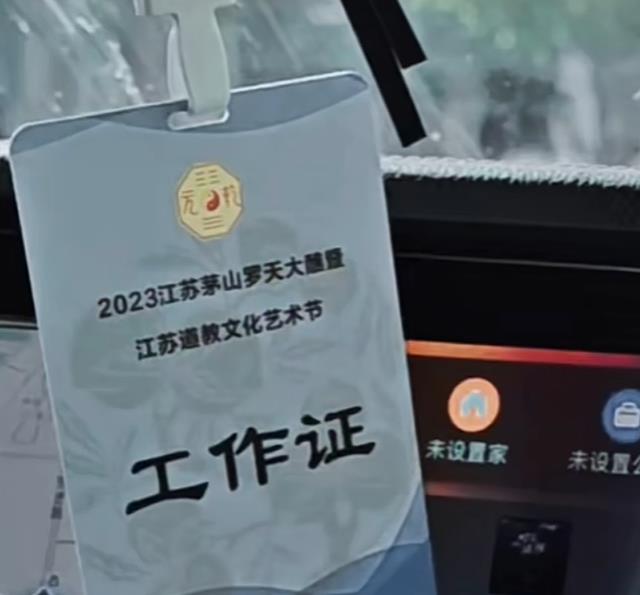 2023江苏茅山罗天大醮暨
江苏道教文化艺术节
工作证
未设置家
未设置